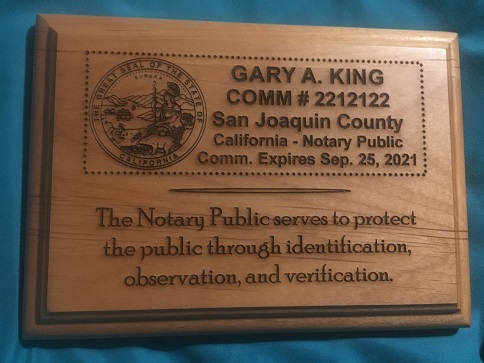 THE GREAT SEAL OF THE STATE OF CALIFORNIA
EUREKA
GARY A. KING
COMM # 2212122
San Joaquin County
California - Notary Public
Comm. Expires Sep. 25, 2021
The Notary Public serves to protect
the public through identification,
observation, and verification.